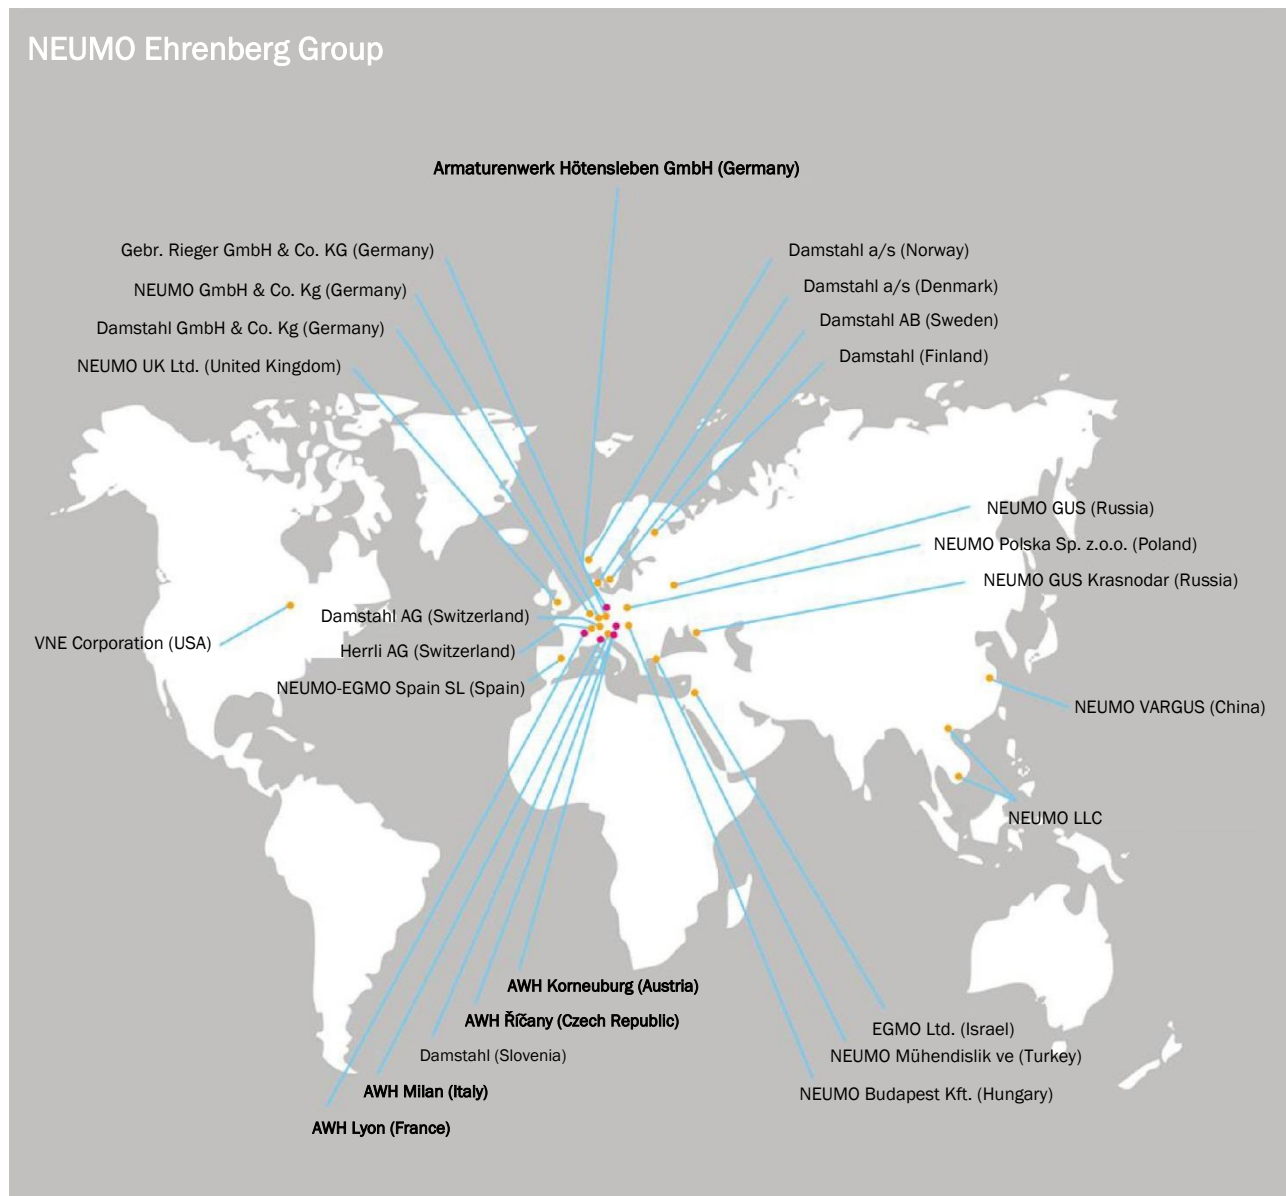 NEUMO Ehrenberg Group
Armaturenwerk Hötensleben GmbH (Germany)
Gebr. Rieger GmbH & Co. KG (Germany)
NEUMO GmbH & Co. Kg (Germany)
Damstahl GmbH & Co. Kg (Germany)
NEUMO UK Ltd. (United Kingdom)
Damstahl a/s (Norway)
Damstahl a/s (Denmark)
Damstahl AB (Sweden)
Damstahl (Finland)
NEUMO GUS (Russia)
NEUMO Polska Sp. z.o.o. (Poland)
NEUMO GUS Krasnodar (Russia)
Damstahl AG (Switzerland)
VNE Corporation (USA)
Herrli AG (Switzerland)
NEUMO-EGMO Spain SL (Spain)
NEUMO VARGUS (China)
NEUMO LLC
AWH Korneuburg (Austria)
AWH Říčany (Czech Republic)
Damstahl (Slovenia)
AWH Milan (Italy)
AWH Lyon (France)
EGMO Ltd. (Israel)
NEUMO Mühendislik ve (Turkey)
NEUMO Budapest Kft. (Hungary)